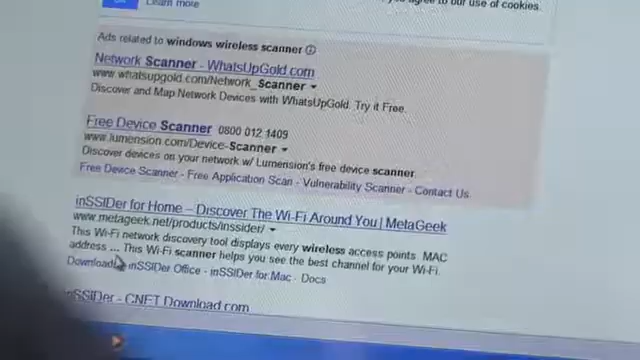 Learn more
to our use of cookies.
Ads related to windows wireless scanner
Network Scanner - WhatsUpGold.com
www.whatsupgold.com/Network_Scanner
Discover and Map Network Devices with WhatsUpGold. Try it Free.
Free Device Scanner 0800 012 1409
www.lumension.com/Device-Scanner
Discover devices on your network w/ Lumension's free device scanner.
Free Device Scanner - Free Application Scan - Vulnerability Scanner - Contact Us
inSSIDer for Home – Discover The Wi-Fi Around You | MetaGeek
www.metageek.net/products/inssider/
This Wi-Fi network discovery tool displays every wireless access points. MAC
address ... This Wi-Fi scanner helps you see the best channel for your Wi-Fi.
Download - inSSIDer Office - inSSIDer for Mac - Docs
inSSIDer - CNET Download.com